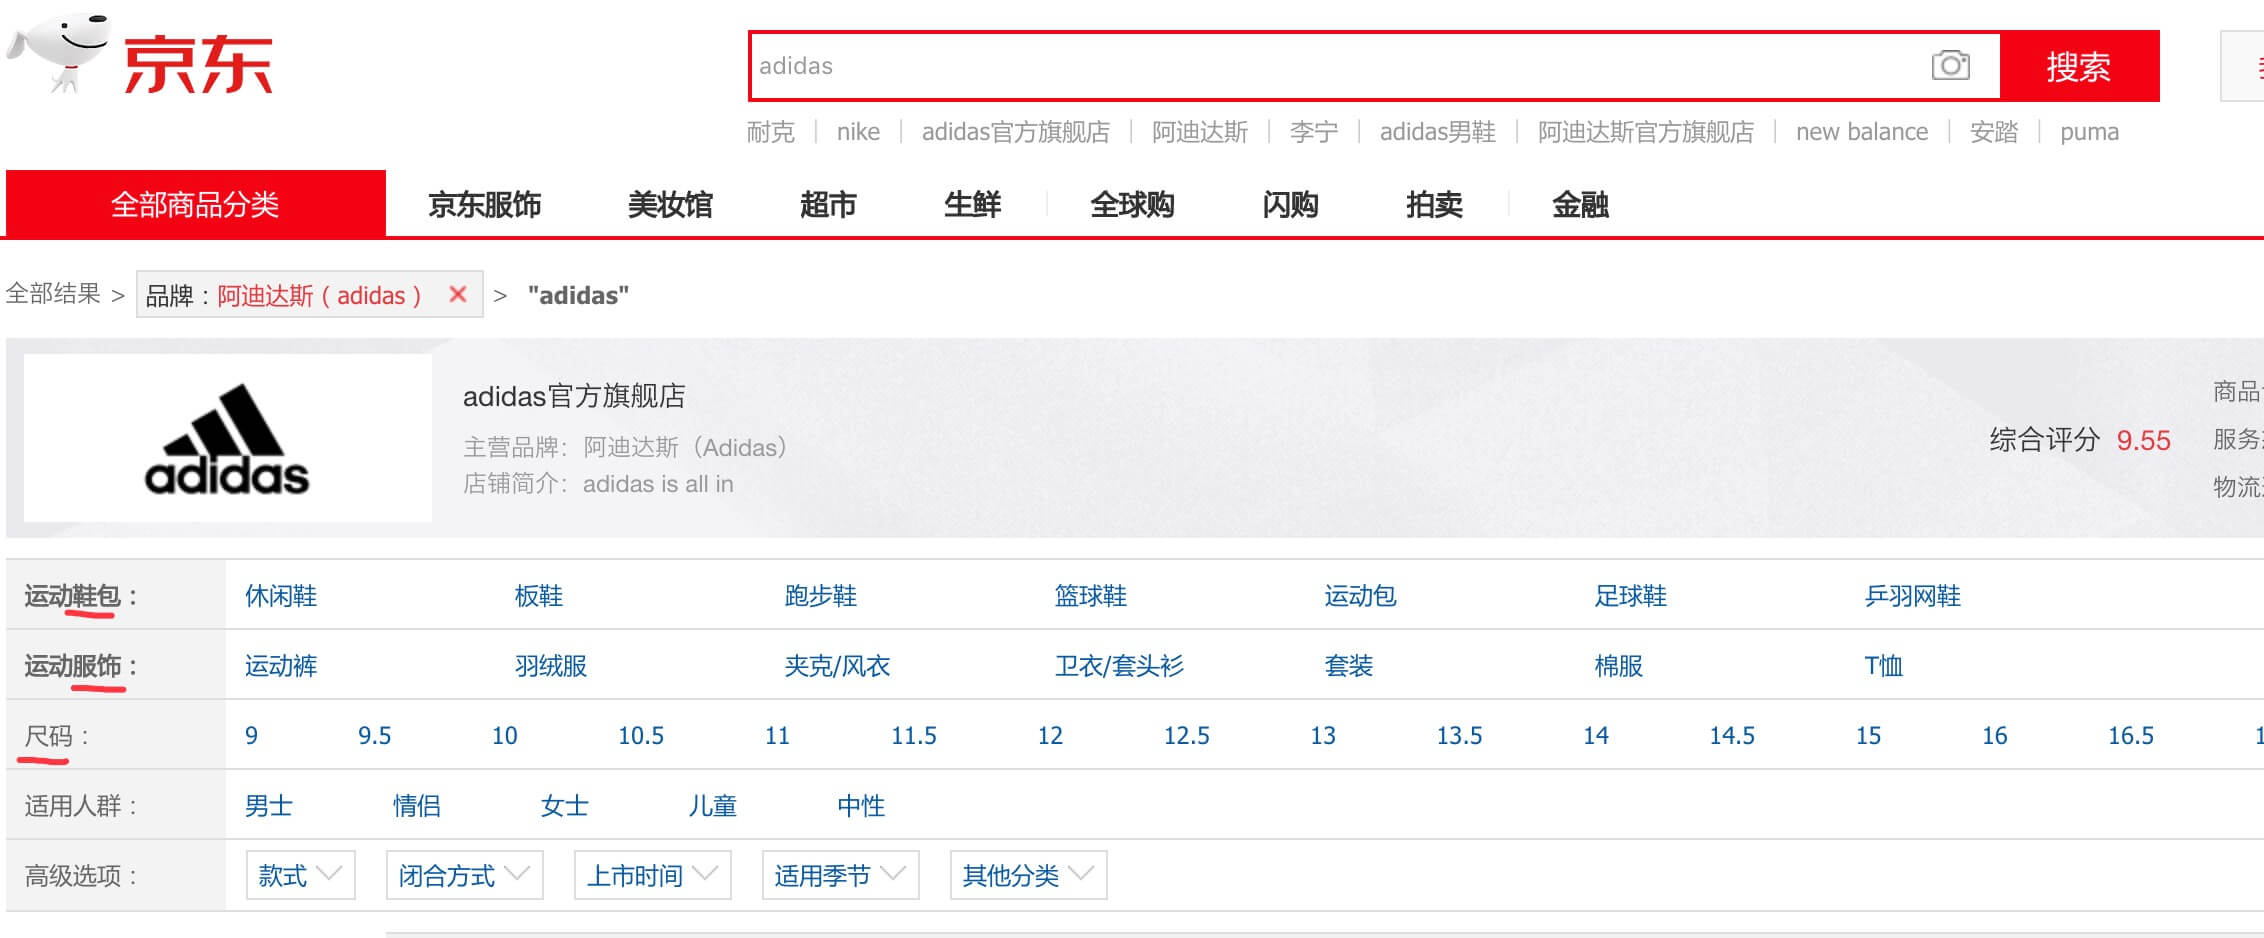 京东
adidas
搜索
耐克 | nike | adidas官方旗舰店 | 阿迪达斯 | 李宁 | adidas男鞋 | 阿迪达斯官方旗舰店 | new balance | 安踏 | puma
全部商品分类 京东服饰 美妆馆 超市 生鲜 全球购 闪购 拍卖 金融
全部结果 > 品牌：阿迪达斯（adidas） × > "adidas"
adidas
adidas官方旗舰店
主营品牌：阿迪达斯（Adidas）
店铺简介：adidas is all in
综合评分 9.55
商品
服务
物流
运动鞋包： 休闲鞋 板鞋 跑步鞋 篮球鞋 运动包 足球鞋 乒羽网鞋
运动服饰： 运动裤 羽绒服 夹克/风衣 卫衣/套头衫 套装 棉服 T恤
尺码： 9 9.5 10 10.5 11 11.5 12 12.5 13 13.5 14 14.5 15 16 16.5
适用人群： 男士 情侣 女士 儿童 中性
高级选项： 款式 闭合方式 上市时间 适用季节 其他分类